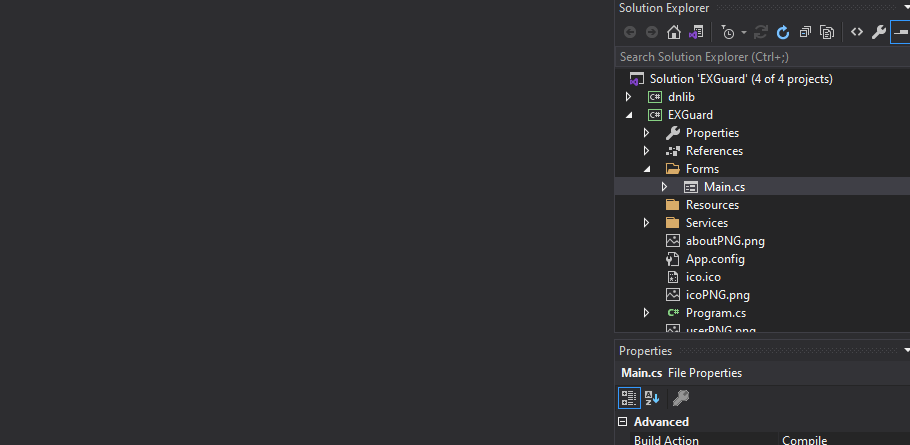 Solution Explorer
Search Solution Explorer (Ctrl+;)
Solution 'EXGuard' (4 of 4 projects)
C# dnlib
C# EXGuard
Properties
References
Forms
Main.cs
Resources
Services
aboutPNG.png
App.config
ico.ico
icoPNG.png
C# Program.cs
userPNG.png
Properties
Main.cs File Properties
Advanced
Build Action Compile